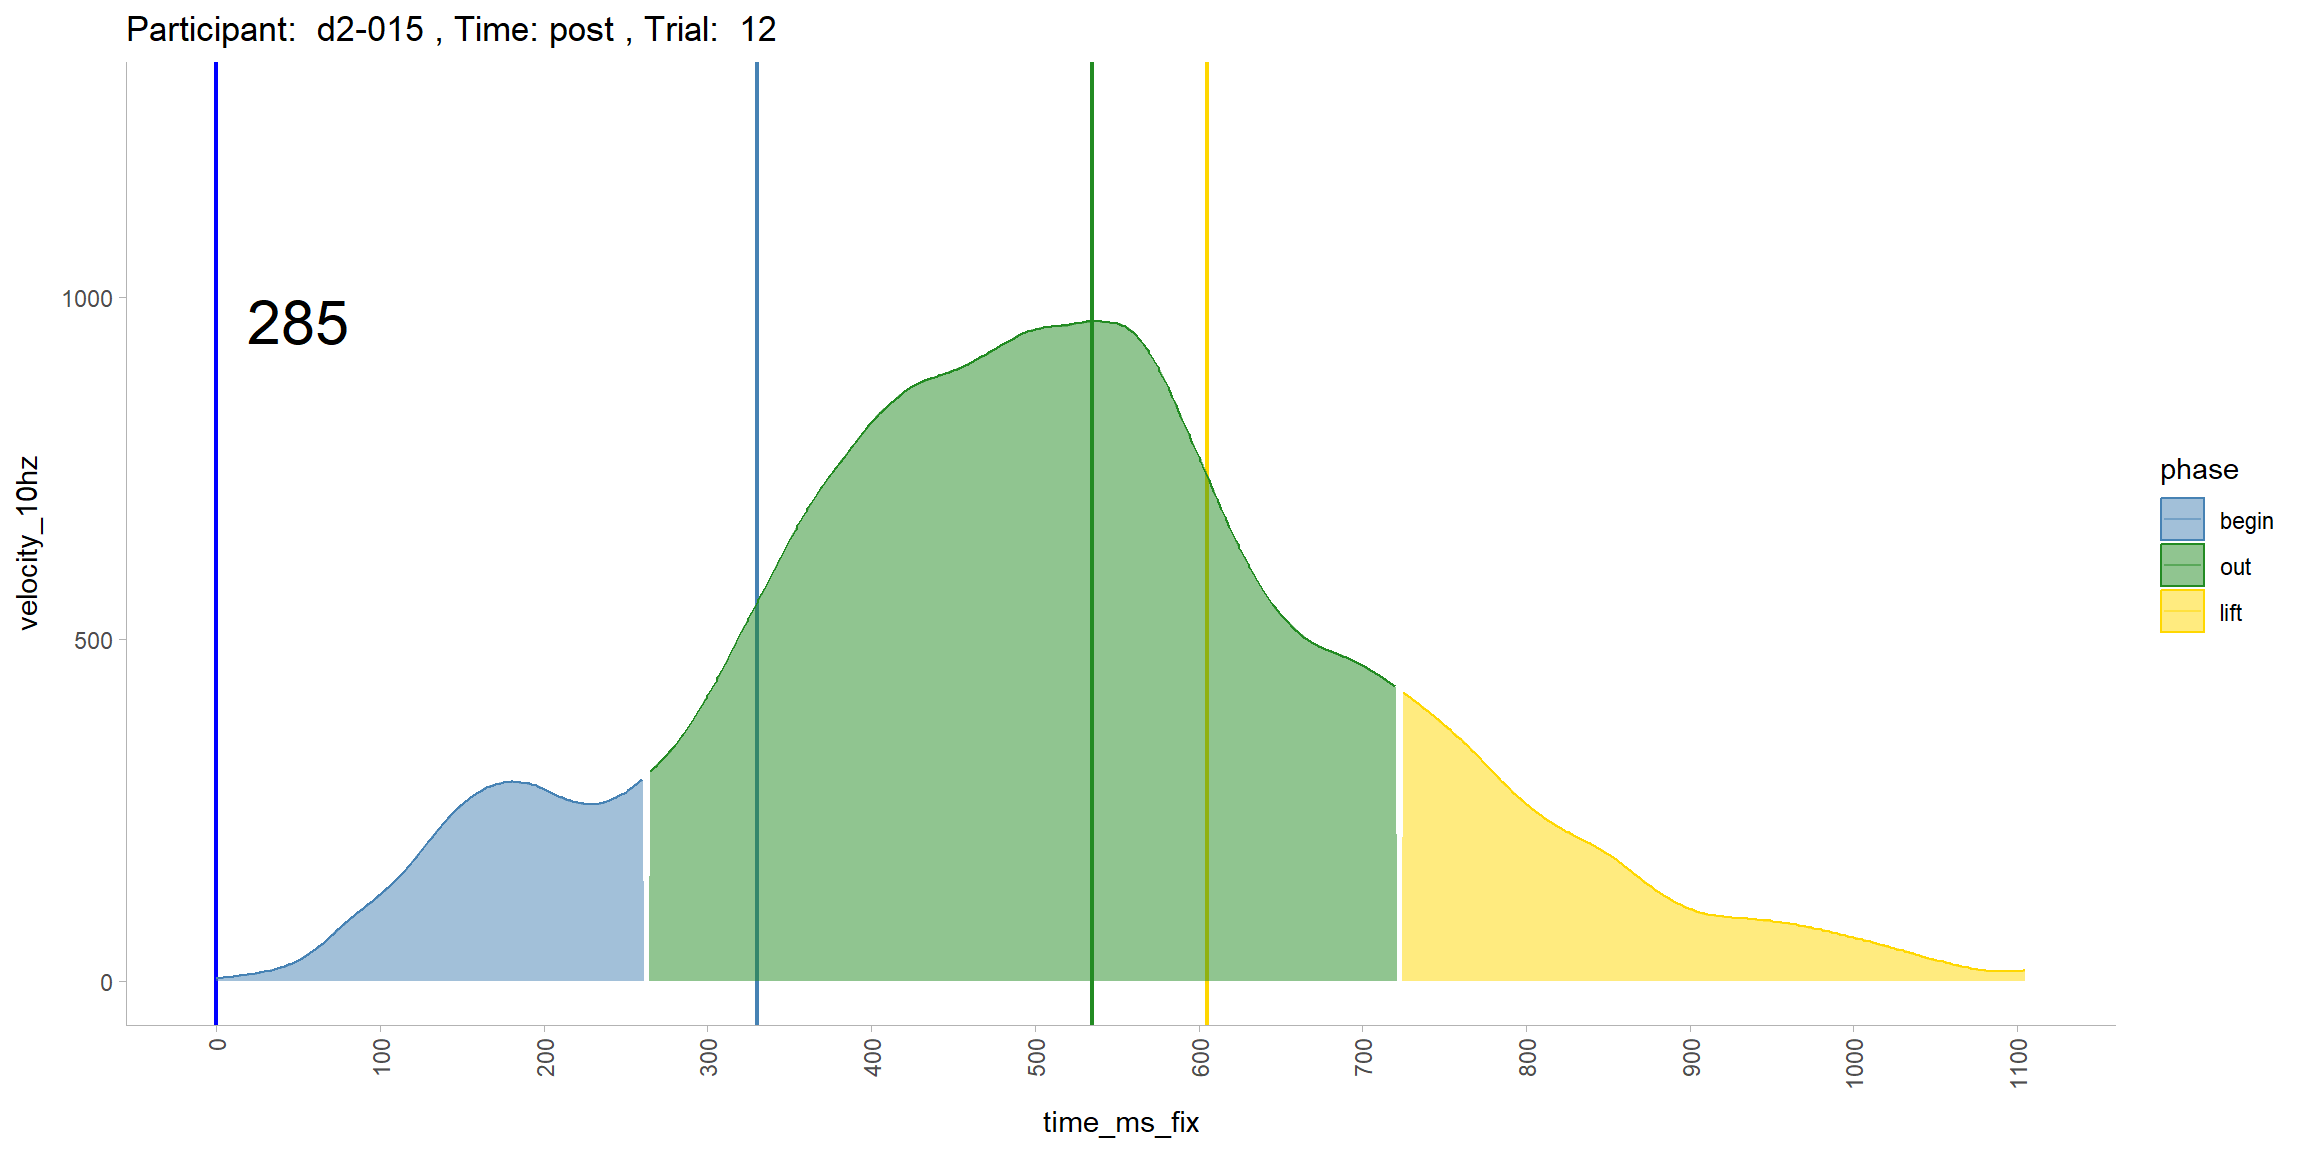 Participant:  d2-015 , Time: post , Trial:  12
285
velocity_10hz
1000
500
0
0
100
200
300
400
500
600
700
800
900
1000
1100
time_ms_fix
phase
begin
out
lift